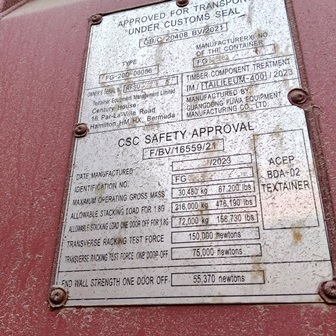 APPROVED FOR TRANSPORT
UNDER CUSTOMS SEAL
GB/C/20408 BV/2021
TYPE
MANUFACTURER'S NO
OF THE CONTAINER
FG
TIMBER COMPONENT TREATMENT
IM / 2023
Textainer Equipment Management Limited
Century House
16 Par-La-Ville Road
Hamilton HM HX, Bermeda
MANUFACTURED BY
GUANGDONG FUWA EQUIPMENT
MANUFACTURING CO., LTD.
CSC SAFETY APPROVAL
F/BV/16559/21
DATE MANUFACTURED /2023
IDENTIFICATION NO. FG
MAXIMUM OPERATING GROSS MASS 30,480 kg 67,200 lbs
ALLOWABLE STACKING LOAD FOR 1.8G 216,000 kg 476,190 lbs
ALLOWABLE STACKING LOAD ONE DOOR OFF FOR 1.8G 72,000 kg 158,730 lbs
TRANSVERSE RACKING TEST FORCE 150,000 newtons
TRANSVERSE RACKING TEST FORCE ONE DOOR OFF 75,000 newtons
END WALL STRENGTH ONE DOOR OFF 55,370 newtons
ACEP
BDA-02
TEXTAINER